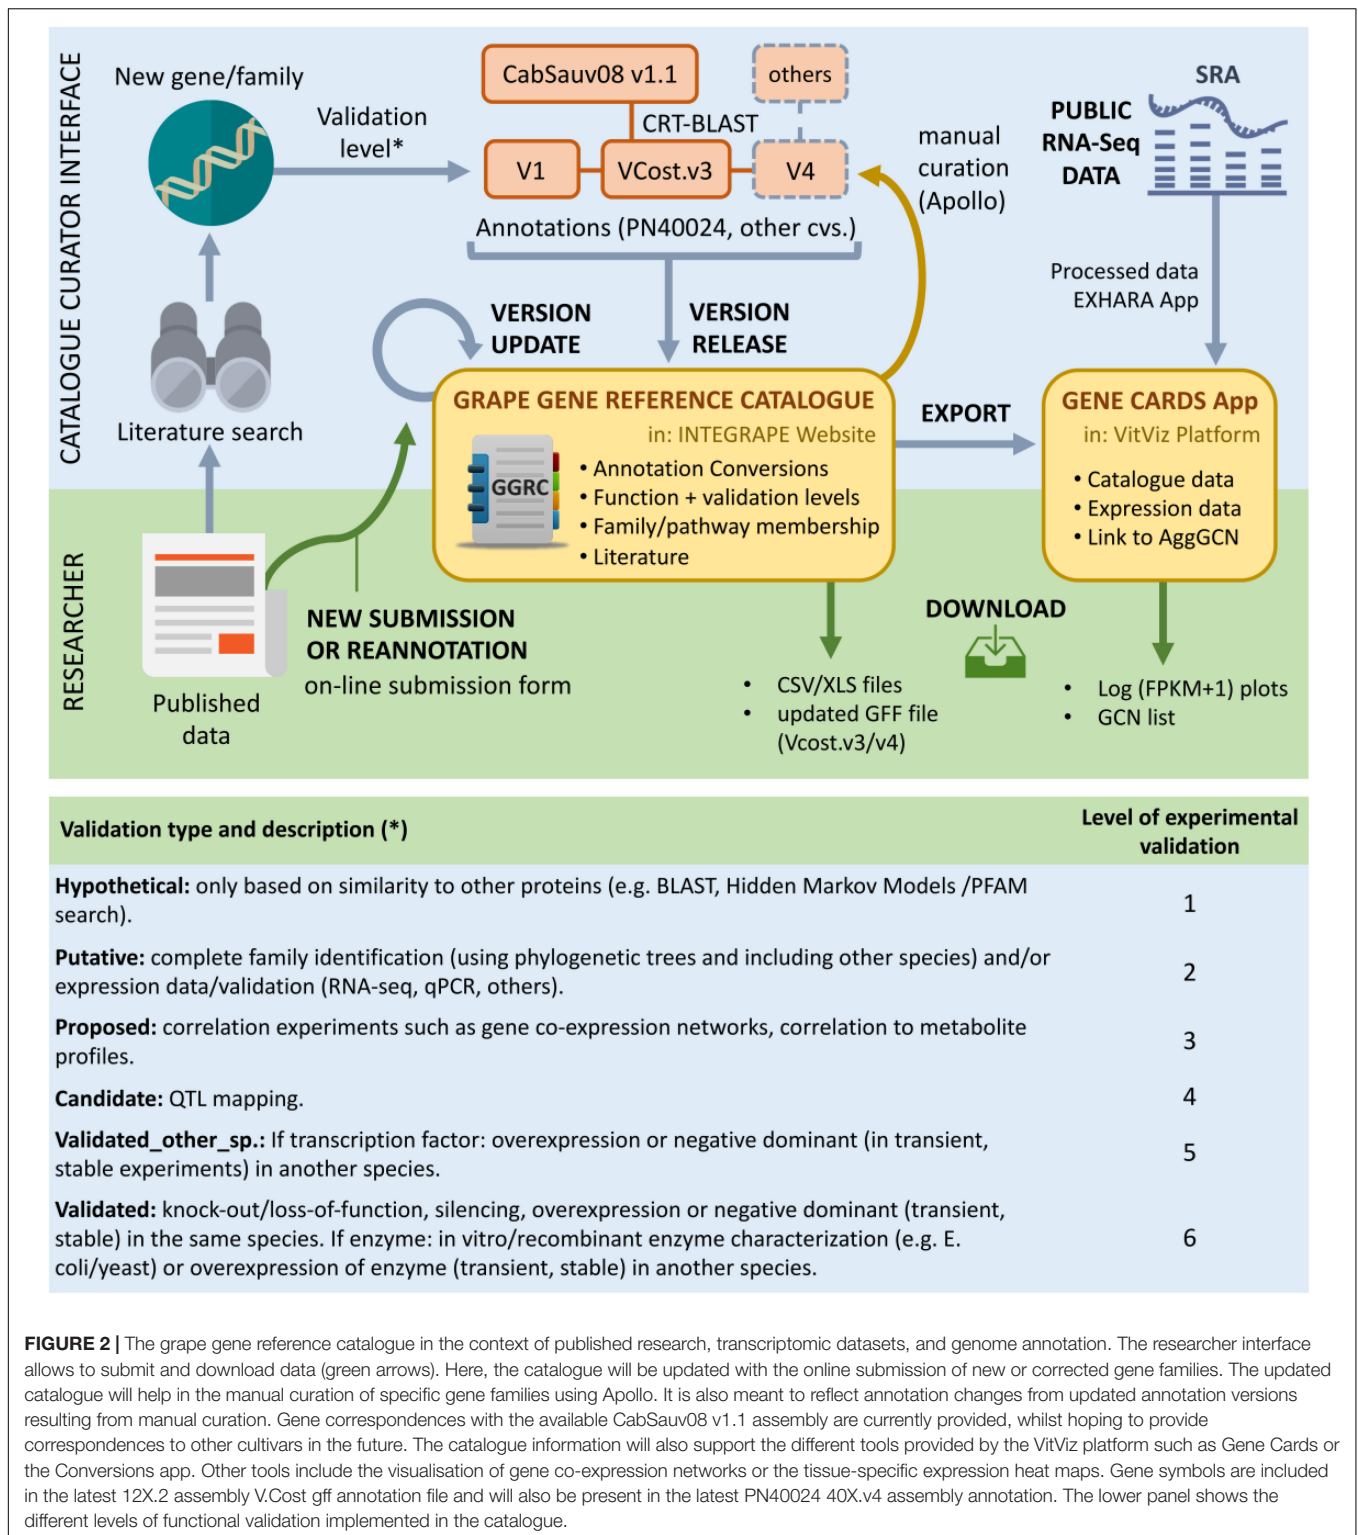 CATALOGUE CURATOR INTERFACE
RESEARCHER
New gene/family
Validation
level*
CabSauv08 v1.1
others
CRT-BLAST
V1
VCost.v3
V4
Annotations (PN40024, other cvs.)
manual
curation
(Apollo)
SRA
PUBLIC
RNA-Seq
DATA
Processed data
EXHARA App
VERSION
UPDATE
VERSION
RELEASE
Literature search
GRAPE GENE REFERENCE CATALOGUE
in: INTEGRAPE Website
GGRC
• Annotation Conversions
• Function + validation levels
• Family/pathway membership
• Literature
EXPORT
GENE CARDS App
in: VitViz Platform
• Catalogue data
• Expression data
• Link to AggGCN
Published
data
NEW SUBMISSION
OR REANNOTATION
on-line submission form
DOWNLOAD
• CSV/XLS files
• updated GFF file
(Vcost.v3/v4)
• Log (FPKM+1) plots
• GCN list
Validation type and description (*)
Level of experimental
validation
Hypothetical: only based on similarity to other proteins (e.g. BLAST, Hidden Markov Models /PFAM
search).
1
Putative: complete family identification (using phylogenetic trees and including other species) and/or
expression data/validation (RNA-seq, qPCR, others).
2
Proposed: correlation experiments such as gene co-expression networks, correlation to metabolite
profiles.
3
Candidate: QTL mapping.
4
Validated_other_sp.: If transcription factor: overexpression or negative dominant (in transient,
stable experiments) in another species.
5
Validated: knock-out/loss-of-function, silencing, overexpression or negative dominant (transient,
stable) in the same species. If enzyme: in vitro/recombinant enzyme characterization (e.g. E.
coli/yeast) or overexpression of enzyme (transient, stable) in another species.
6
FIGURE 2 | The grape gene reference catalogue in the context of published research, transcriptomic datasets, and genome annotation. The researcher interface
allows to submit and download data (green arrows). Here, the catalogue will be updated with the online submission of new or corrected gene families. The updated
catalogue will help in the manual curation of specific gene families using Apollo. It is also meant to reflect annotation changes from updated annotation versions
resulting from manual curation. Gene correspondences with the available CabSauv08 v1.1 assembly are currently provided, whilst hoping to provide
correspondences to other cultivars in the future. The catalogue information will also support the different tools provided by the VitViz platform such as Gene Cards or
the Conversions app. Other tools include the visualisation of gene co-expression networks or the tissue-specific expression heat maps. Gene symbols are included
in the latest 12X.2 assembly V.Cost gff annotation file and will also be present in the latest PN40024 40X.v4 assembly annotation. The lower panel shows the
different levels of functional validation implemented in the catalogue.